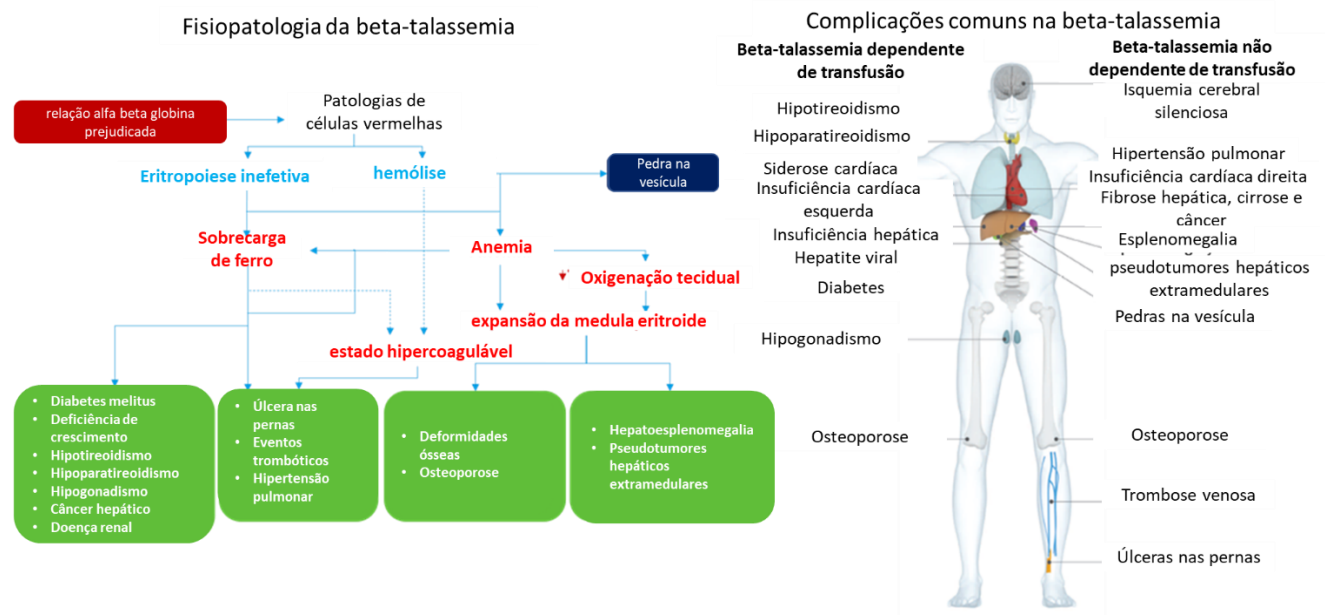 Fisiopatologia da beta-talassemia
relação alfa beta globina
prejudicada
Patologias de
células vermelhas
Eritropoiese inefetiva
hemólise
Pedra na
vesícula
Sobrecarga
de ferro
Anemia
Oxigenação tecidual
expansão da medula eritroide
estado hipercoagulável
• Diabetes melitus
• Deficiência de
crescimento
• Hipotireoidismo
• Hipoparatireoidismo
• Hipogonadismo
• Câncer hepático
• Doença renal
• Úlcera nas
pernas
• Eventos
trombóticos
• Hipertensão
pulmonar
• Deformidades
ósseas
• Osteoporose
• Hepatoesplenomegalia
• Pseudotumores
hepáticos
extramedulares
Complicações comuns na beta-talassemia
Beta-talassemia dependente
de transfusão
Hipotireoidismo
Hipoparatireoidismo
Siderose cardíaca
Insuficiência cardíaca
esquerda
Insuficiência hepática
Hepatite viral
Diabetes
Hipogonadismo
Osteoporose
Beta-talassemia não
dependente de transfusão
Isquemia cerebral
silenciosa
Hipertensão pulmonar
Insuficiência cardíaca direita
Fibrose hepática, cirrose e
câncer
Esplenomegalia
pseudotumores hepáticos
extramedulares
Pedras na vesícula
Osteoporose
Trombose venosa
Úlceras nas pernas